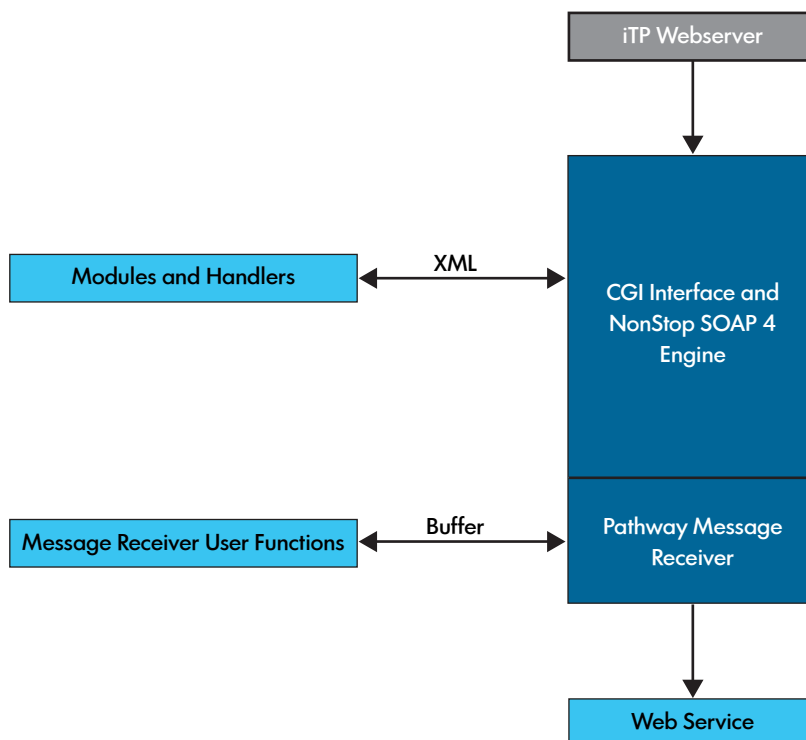 iTP Webserver
XML
Modules and Handlers
CGI Interface and
NonStop SOAP 4
Engine
Buffer
Message Receiver User Functions
Pathway Message
Receiver
Web Service